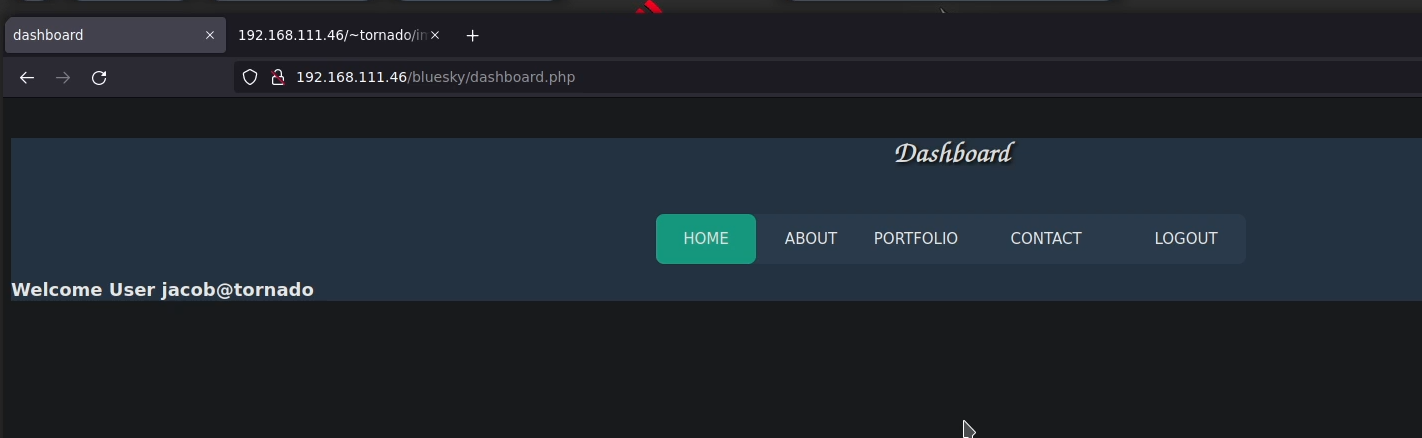 dashboard
192.168.111.46/~tornado/in
192.168.111.46/bluesky/dashboard.php
Dashboard
HOME ABOUT PORTFOLIO CONTACT LOGOUT
Welcome User jacob@tornado